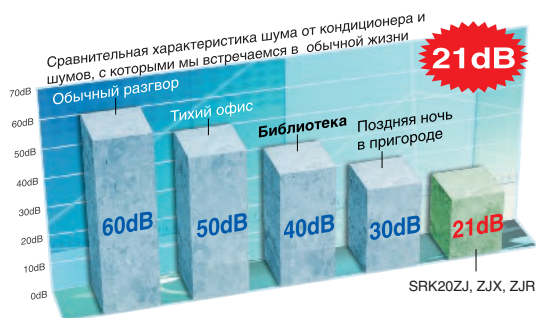 Сравнительная характеристика шума от кондиционера и
шумов, с которыми мы встречаемся в обычной жизни
21dB
70dB
60dB
50dB
40dB
30dB
20dB
10dB
0dB
Обычный разгвор
Тихий офис
Библиотека
Поздняя ночь
в пригороде
60dB
50dB
40dB
30dB
21dB
SRK20ZJ, ZJX, ZJR